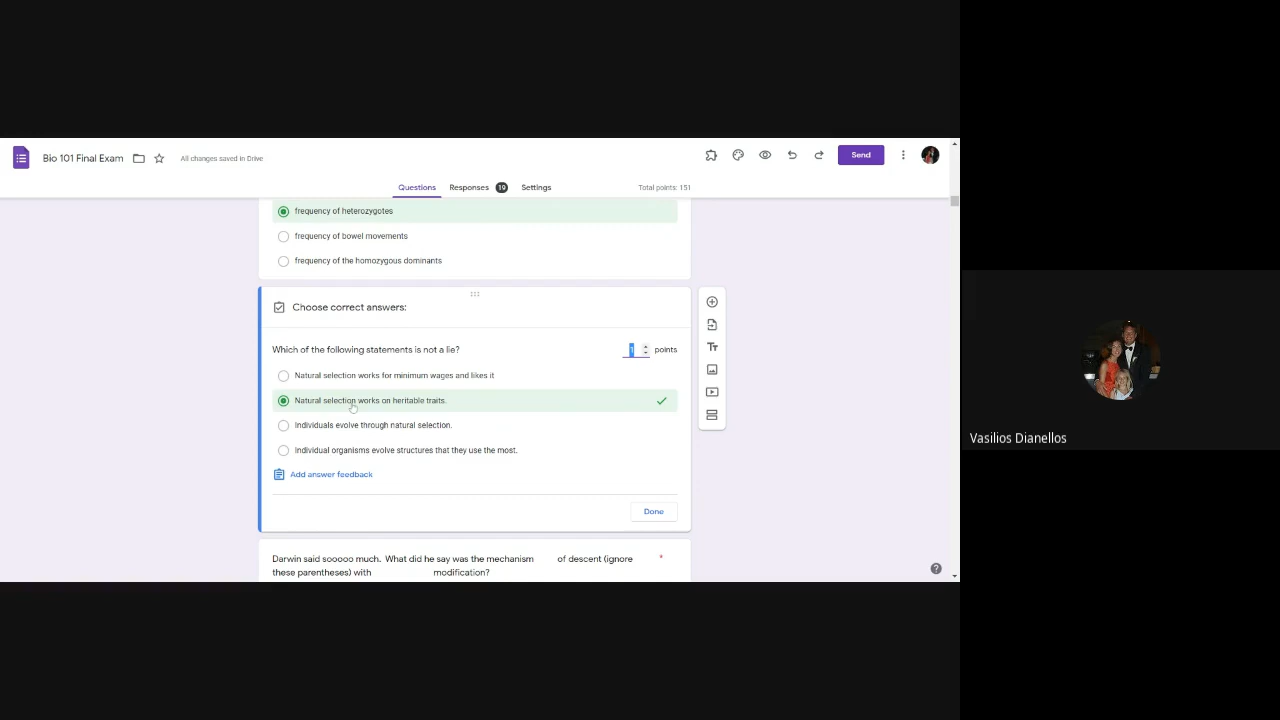 Bio 101 Final Exam
All changes saved in Drive
Send
Questions
Responses 19
Settings
Total points: 151
frequency of heterozygotes
frequency of bowel movements
frequency of the homozygous dominants
Choose correct answers:
Which of the following statements is not a lie?
1 points
Natural selection works for minimum wages and likes it
Natural selection works on heritable traits.
Individuals evolve through natural selection.
Individual organisms evolve structures that they use the most.
Add answer feedback
Done
Darwin said sooooo much. What did he say was the mechanism of descent (ignore *
these parentheses) with modification?
Vasilios Dianellos